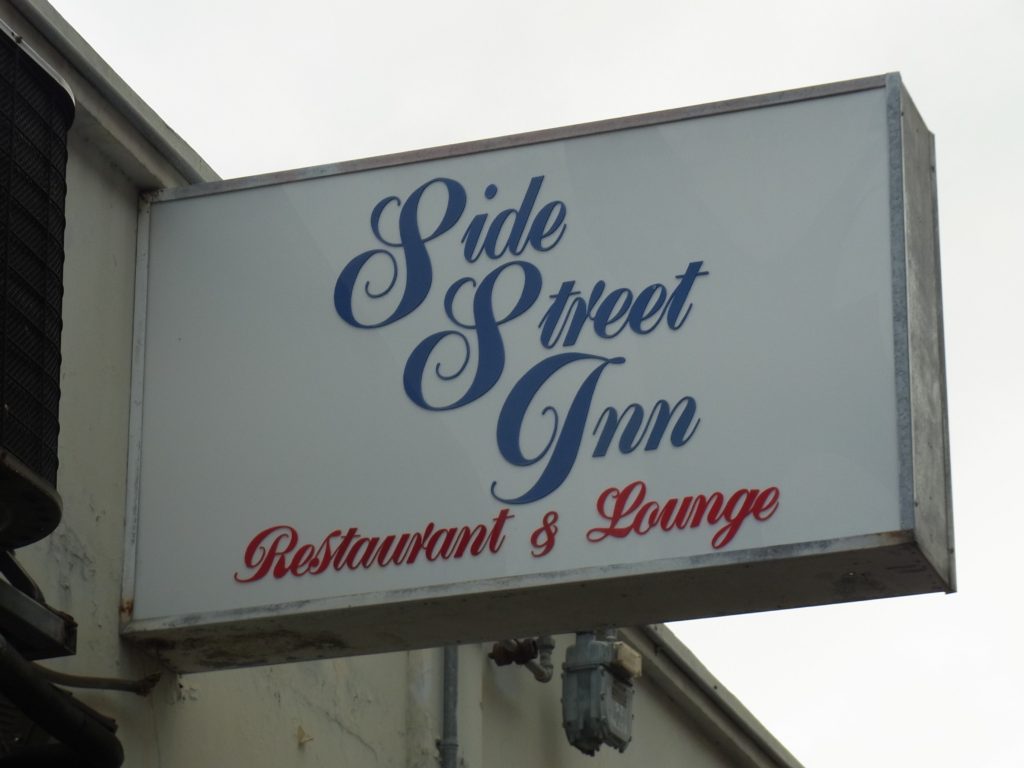 Side
Street
Inn
Restaurant & Lounge